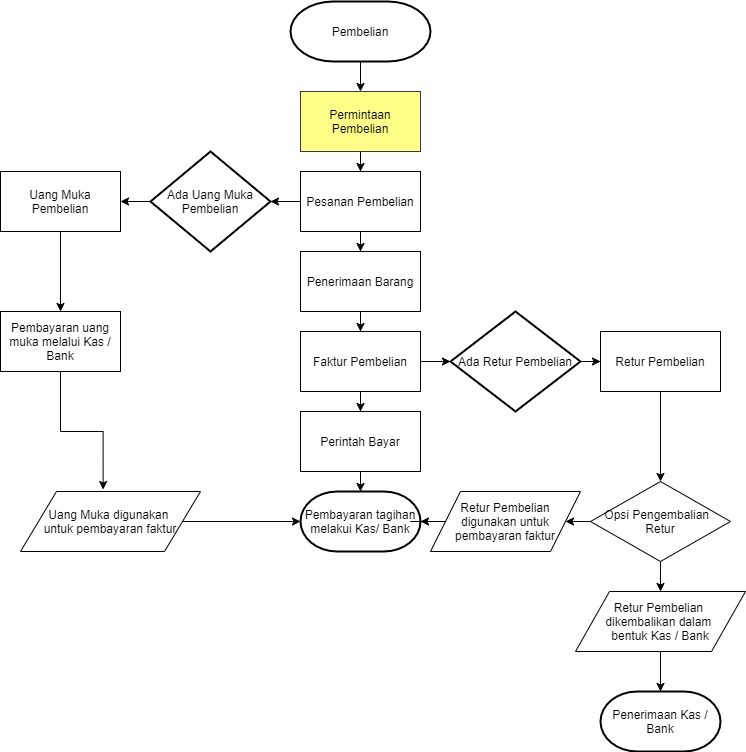 Pembelian
Permintaan
Pembelian
Uang Muka
Pembelian
Ada Uang Muka
Pembelian
Pesanan Pembelian
Penerimaan Barang
Pembayaran uang
muka melalui Kas /
Bank
Faktur Pembelian
Ada Retur Pembelian
Retur Pembelian
Perintah Bayar
Uang Muka digunakan
untuk pembayaran faktur
Pembayaran tagihan
melakui Kas/ Bank
Retur Pembelian
digunakan untuk
pembayaran faktur
Opsi Pengembalian
Retur
Retur Pembelian
dikembalikan dalam
bentuk Kas / Bank
Penerimaan Kas /
Bank